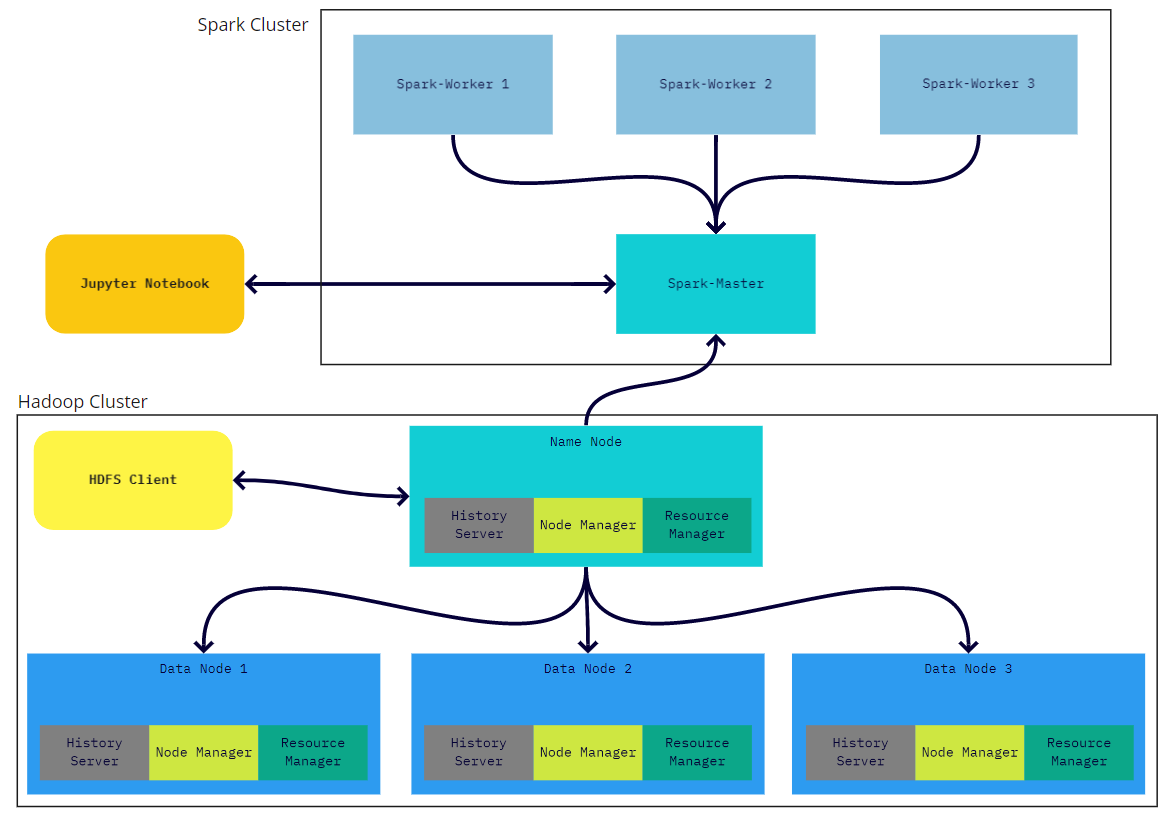 Spark Cluster
Spark-Worker 1
Spark-Worker 2
Spark-Worker 3
Jupyter Notebook
Spark-Master
Hadoop Cluster
HDFS Client
Name Node
History
Server
Node Manager
Resource
Manager
Data Node 1
History
Server
Node Manager
Resource
Manager
Data Node 2
History
Server
Node Manager
Resource
Manager
Data Node 3
History
Server
Node Manager
Resource
Manager